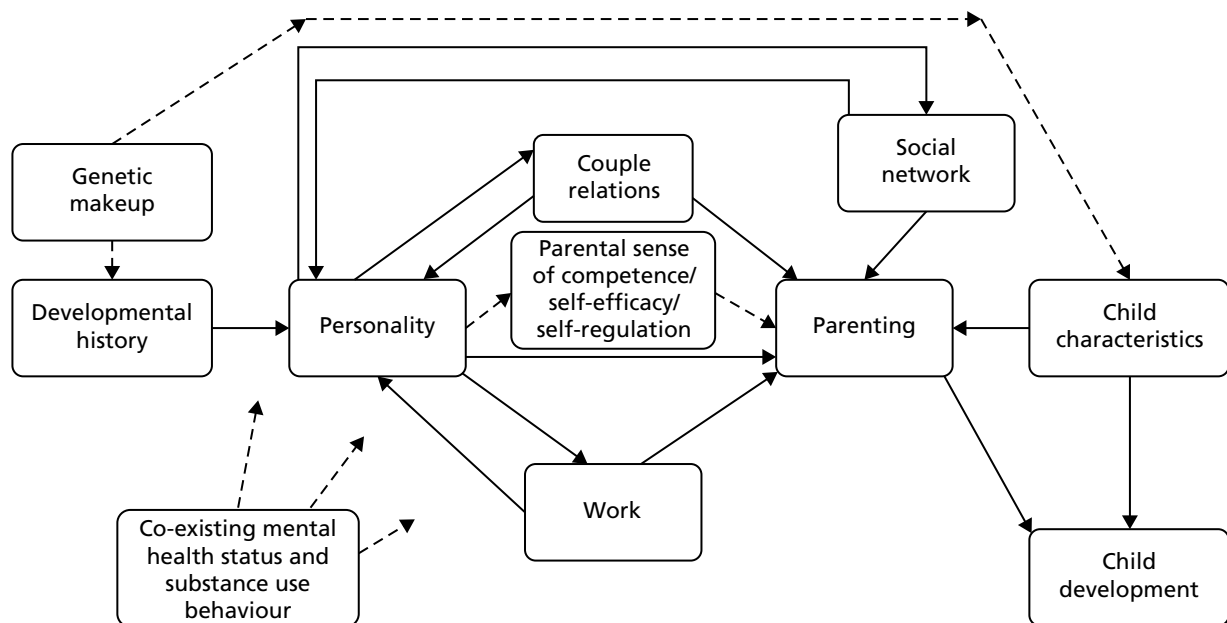 Genetic
makeup
Couple
relations
Social
network
Developmental
history
Personality
Parental sense
of competence/
self-efficacy/
self-regulation
Parenting
Child
characteristics
Co-existing mental
health status and
substance use
behaviour
Work
Child
development